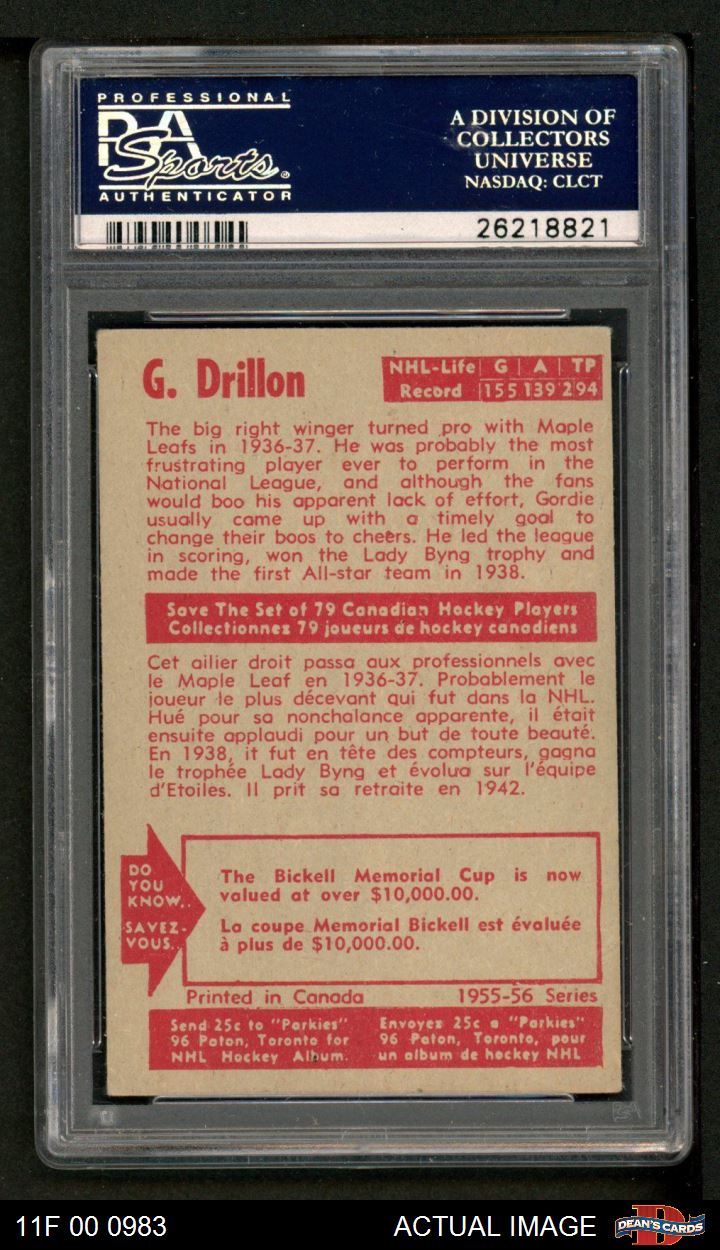 PROFESSIONAL
PSA
Sports®
AUTHENTICATOR
A DIVISION OF
COLLECTORS
UNIVERSE
NASDAQ: CLCT
26218821
G. Drillon
NHL-Life G A TP
Record 155 139 294
The big right winger turned pro with Maple
Leafs in 1936-37. He was probably the most
frustrating player ever to perform in the
National League, and although the fans
would boo his apparent lack of effort, Gordie
usually came up with a timely goal to
change their boos to cheers. He led the league
in scoring, won the Lady Byng trophy and
made the first All-star team in 1938.
Save The Set of 79 Canadian Hockey Players
Collectionnez 79 joueurs de hockey canadiens
Cet ailier droit passa aux professionnels avec
le Maple Leaf en 1936-37. Probablement le
joueur le plus décevant qui fut dans la NHL.
Hué pour sa nonchalance apparente, il était
ensuite applaudi pour un but de toute beauté.
En 1938, it fut en tête des compteurs, gagna
le trophée Lady Byng et évolua sur l'équipe
d'Etoiles. Il prit sa retraite en 1942.
DO
YOU
KNOW..
SAVEZ-
VOUS..
The Bickell Memorial Cup is now
valued at over $10,000.00.
La coupe Memorial Bickell est évaluée
à plus de $10,000.00.
Printed in Canada 1955-56 Series
Send 25c to "Parkies"
96 Paton, Toronto for
NHL Hockey Album.
Envoyez 25c a "Parkies"
96 Paton, Toronto, pour
un album de hockey NHL
11F 00 0983
ACTUAL IMAGE
DEAN'S CARDS